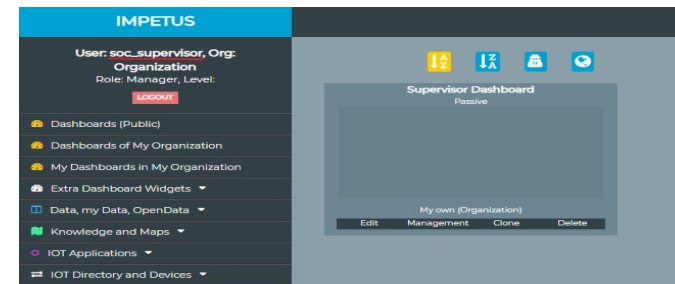 IMPETUS
User: soc_supervisor, Org:
Organization
Role: Manager, Level:
LOGOUT
Dashboards (Public)
Dashboards of My Organization
My Dashboards in My Organization
Extra Dashboard Widgets
Data, my Data, OpenData
Knowledge and Maps
IOT Applications
IOT Directory and Devices
A Z
Z A
Supervisor Dashboard
Passive
My own (Organization)
Edit Management Clone Delete